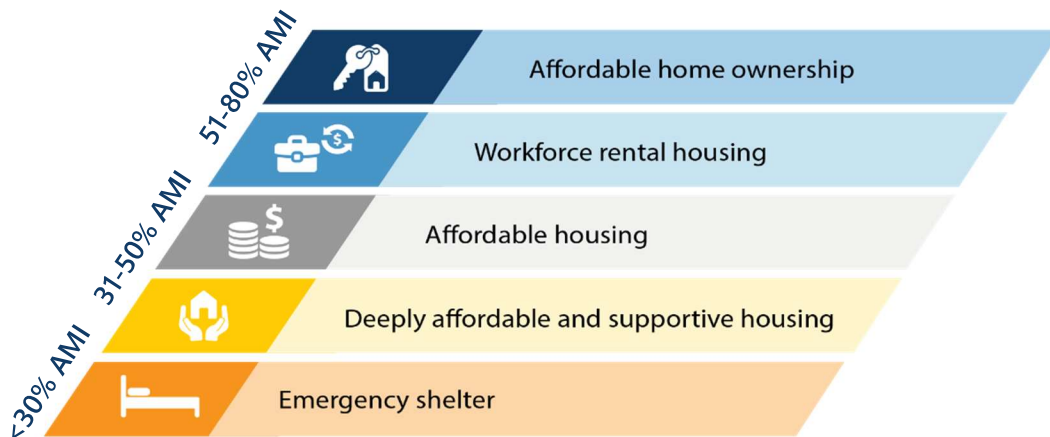 51-80% AMI
Affordable home ownership
$
Workforce rental housing
31-50% AMI
$
Affordable housing
Deeply affordable and supportive housing
<30% AMI
Emergency shelter